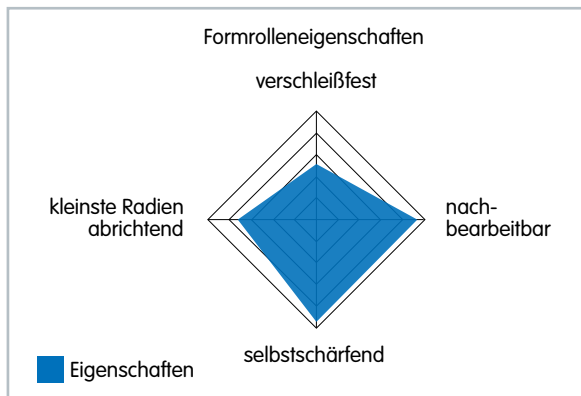 Formrolleneigenschaften
verschleißfest
kleinste Radien
abrichtend
nach-
bearbeitbar
selbstschärfend
Eigenschaften